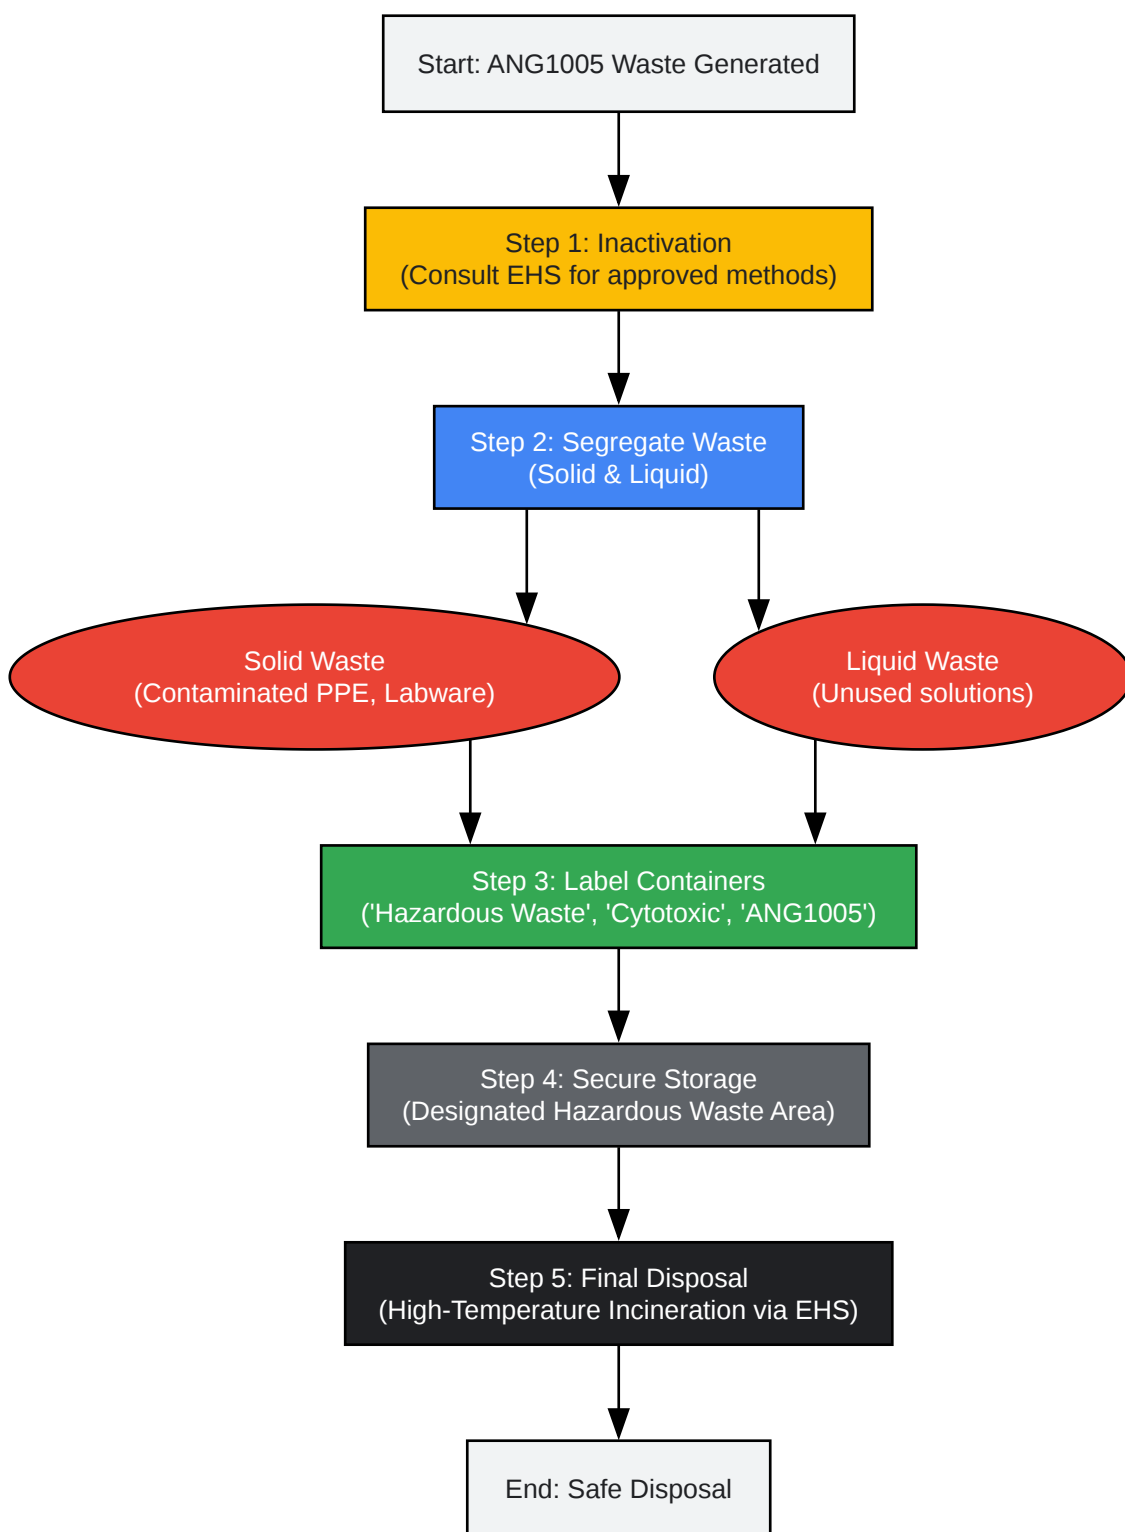 Start: ANG1005 Waste Generated
Step 1: Inactivation
(Consult EHS for approved methods)
Step 2: Segregate Waste
(Solid & Liquid)
Solid Waste
(Contaminated PPE, Labware)
Liquid Waste
(Unused solutions)
Step 3: Label Containers
('Hazardous Waste', 'Cytotoxic', 'ANG1005')
Step 4: Secure Storage
(Designated Hazardous Waste Area)
Step 5: Final Disposal
(High-Temperature Incineration via EHS)
End: Safe Disposal